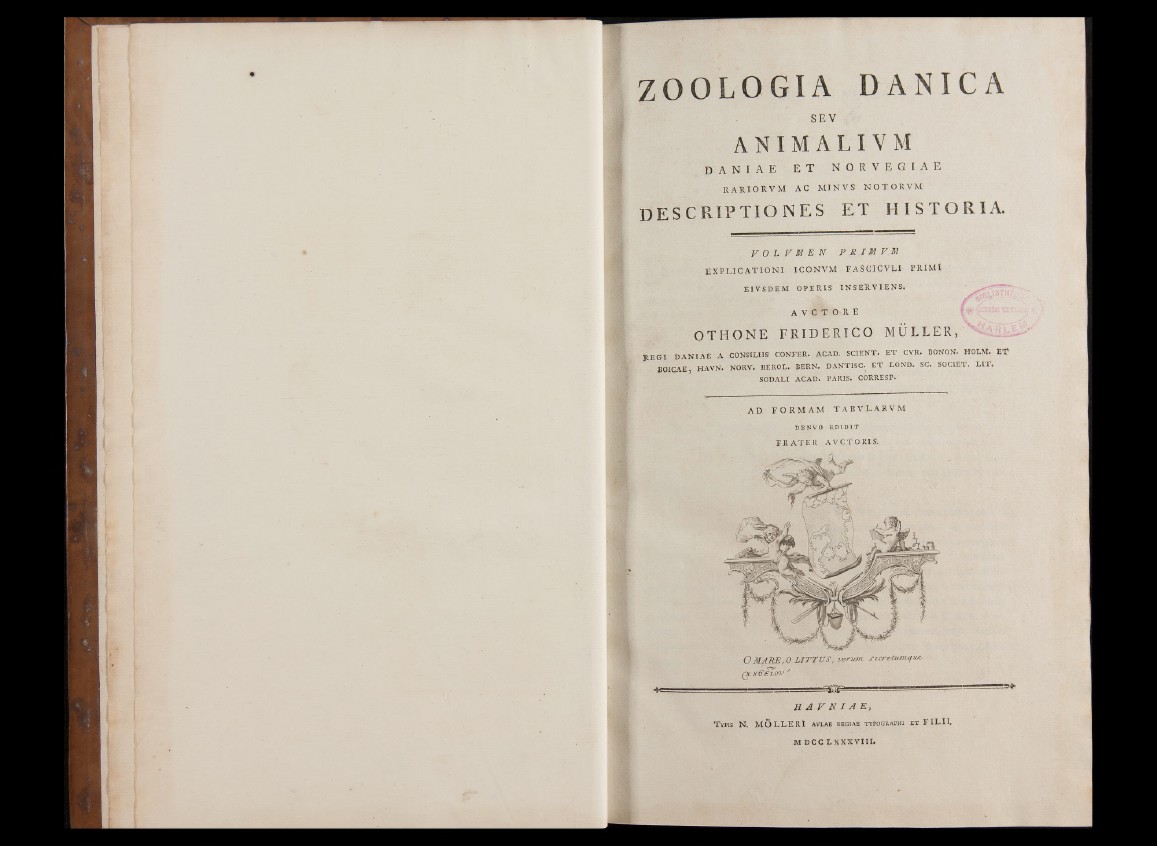 ZOOLOGIA DANICA
SEV
ANIMALIVM
DANIAE ET NORVEGIAE
RARIORVM AC MINVS NOTORVM
DESCRIPTIONES ET HISTORIA.
VOLVMEN PRIMVM
EXPLICATIONI ICONVM FASCICVLI PRIMI
EIVSDEM OPERIS INSERVIENS.
AVCTORE
OTHONE FRIDERICO MÜLLER,
REGI DANIAE A CONSILIIS CONFER. ACAD. SCIENT. ET CVR. BONON. HOLM. ET
BOICAE, HAVN. NORV. BEROL. BERN. DANTISC. ET LOND. SC. SOCIET. LIT.
SODALI ACAD. PARIS. CORRESP.
AD FORMAM TABVLARVM
DENVO EDIDIT
FRATER AVCTORIS.
O MARE, O LITTUS, verum secretumque
HAVNIAE,
Typis N. MÖLLERI AVLAE REGIAE TYPOGRAPHI ET FILII.
MDCCLXXXVIII.
HARLEM